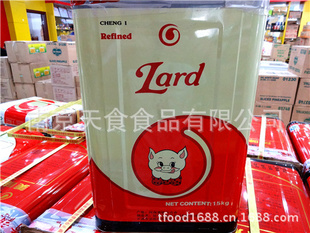 CHENG I
Refined
Lard
南京天食食品有限公司
NET CONTENT:15kg
tfood1688.cn.1688.com